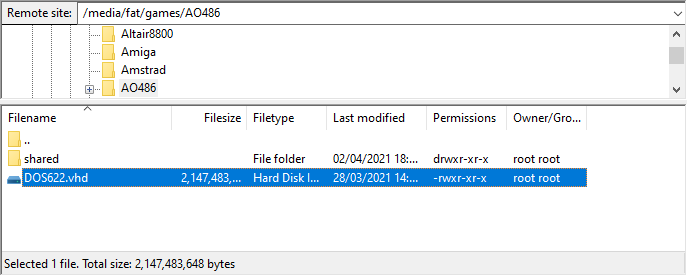 Remote site: /media/fat/games/AO486
Altair8800
Amiga
Amstrad
AO486
Filename Filesize Filetype Last modified Permissions Owner/Gro...
..
shared File folder 02/04/2021 18:... drwxr-xr-x root root
DOS622.vhd 2,147,483,... Hard Disk I... 28/03/2021 14:... -rwxr-xr-x root root
Selected 1 file. Total size: 2,147,483,648 bytes